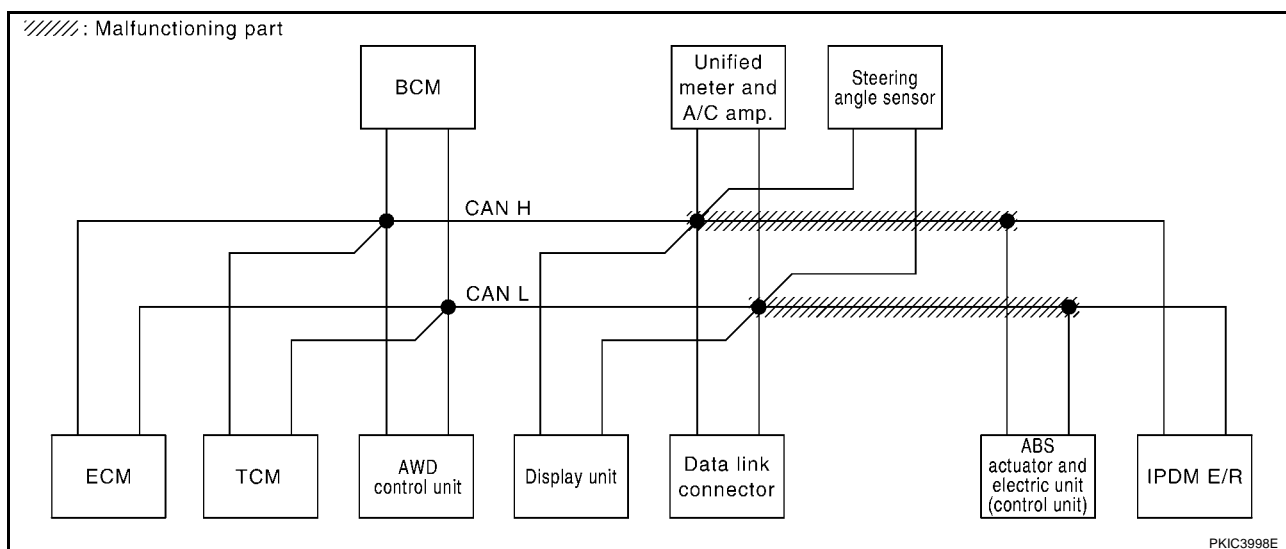 : Malfunctioning part
BCM
Unified
meter and
A/C amp.
Steering
angle sensor
CAN H
CAN L
ECM
TCM
AWD
control unit
Display unit
Data link
connector
ABS
actuator and
electric unit
(control unit)
IPDM E/R
PKIC3998E